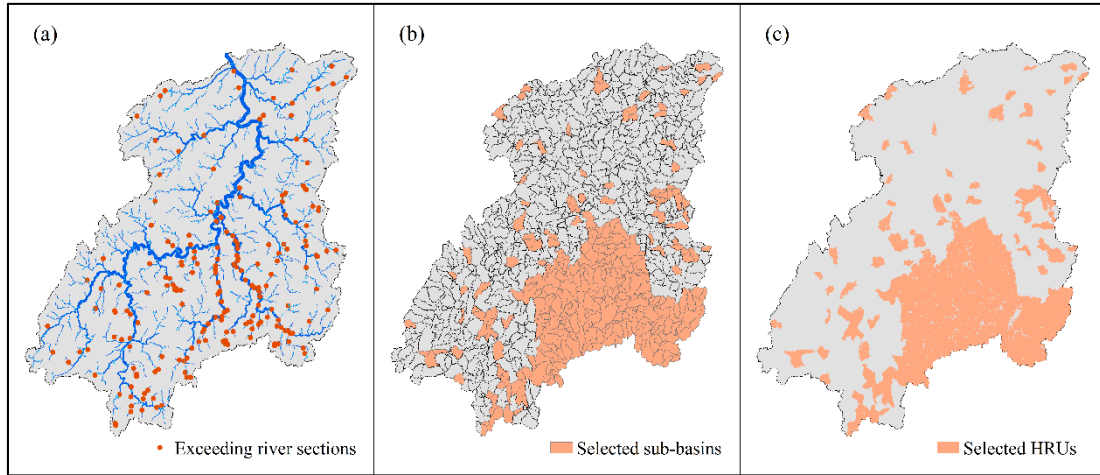 (a)
Exceeding river sections
(b)
Selected sub-basins
(c)
Selected HRUs